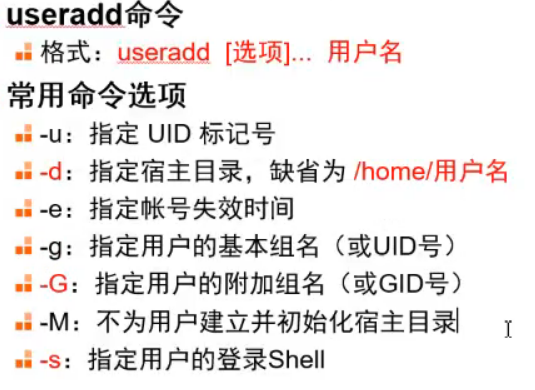 useradd命令
格式：useradd [选项]... 用户名
常用命令选项
-u：指定 UID 标记号
-d：指定宿主目录，缺省为 /home/用户名
-e：指定帐号失效时间
-g：指定用户的基本组名（或UID号）
-G：指定用户的附加组名（或GID号）
-M：不为用户建立并初始化宿主目录
-s：指定用户的登录Shell